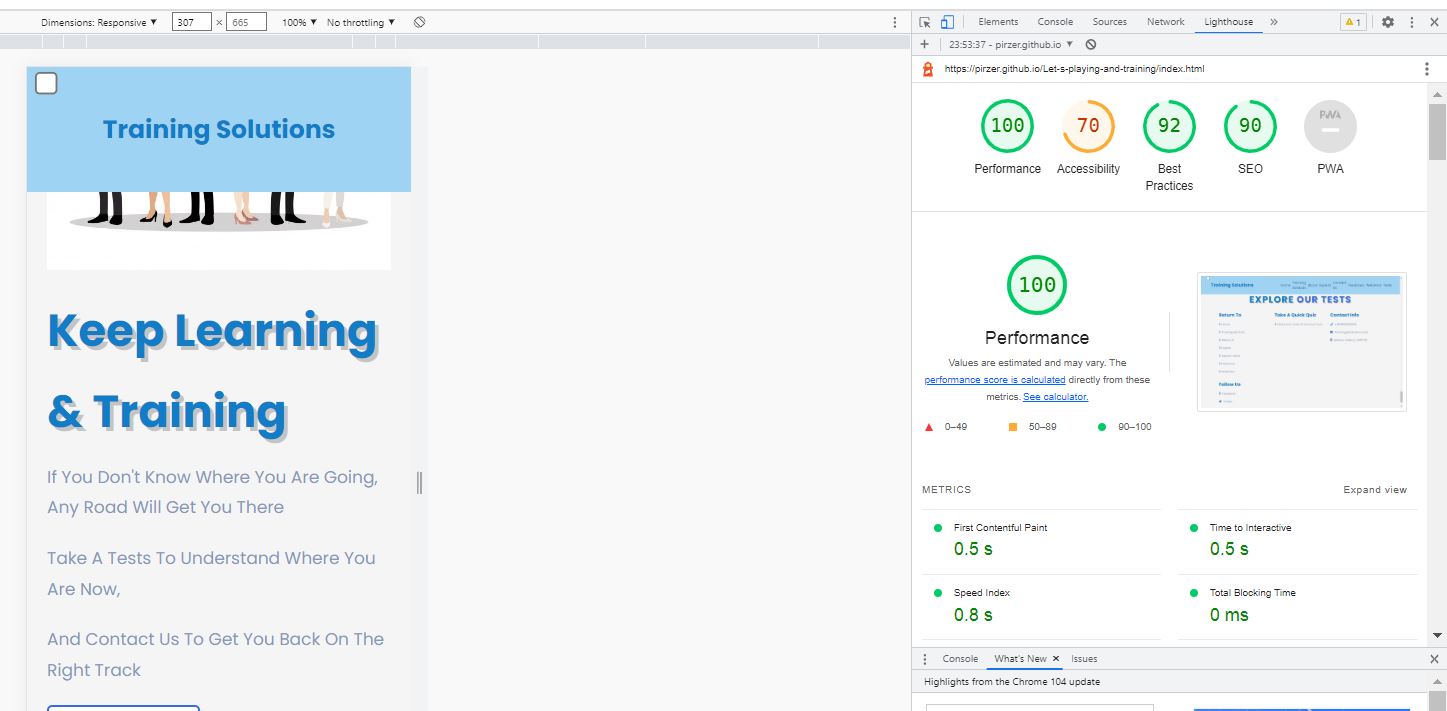 Dimensions: Responsive ▼ 307 × 665 100% ▼ No throttling ▼
Elements Console Sources Network Lighthouse » 1
+ 23:53:37 - pirzer.github.io ▼
https://pirzer.github.io/Let-s-playing-and-training/index.html
Training Solutions
Keep Learning
& Training
If You Don't Know Where You Are Going,
Any Road Will Get You There
Take A Tests To Understand Where You
Are Now,
And Contact Us To Get You Back On The
Right Track
100 70 92 90 PWA
Performance Accessibility Best
Practices SEO PWA
100
Performance
Values are estimated and may vary. The
performance score is calculated directly from these
metrics. See calculator.
0–49 50–89 90–100
Training Solutions
EXPLORE OUR TESTS
Return To Take A Quick Quiz Contact Info
Follow Us
METRICS Expand view
First Contentful Paint
0.5 s
Time to Interactive
0.5 s
Speed Index
0.8 s
Total Blocking Time
0 ms
Console What's New × Issues
Highlights from the Chrome 104 update